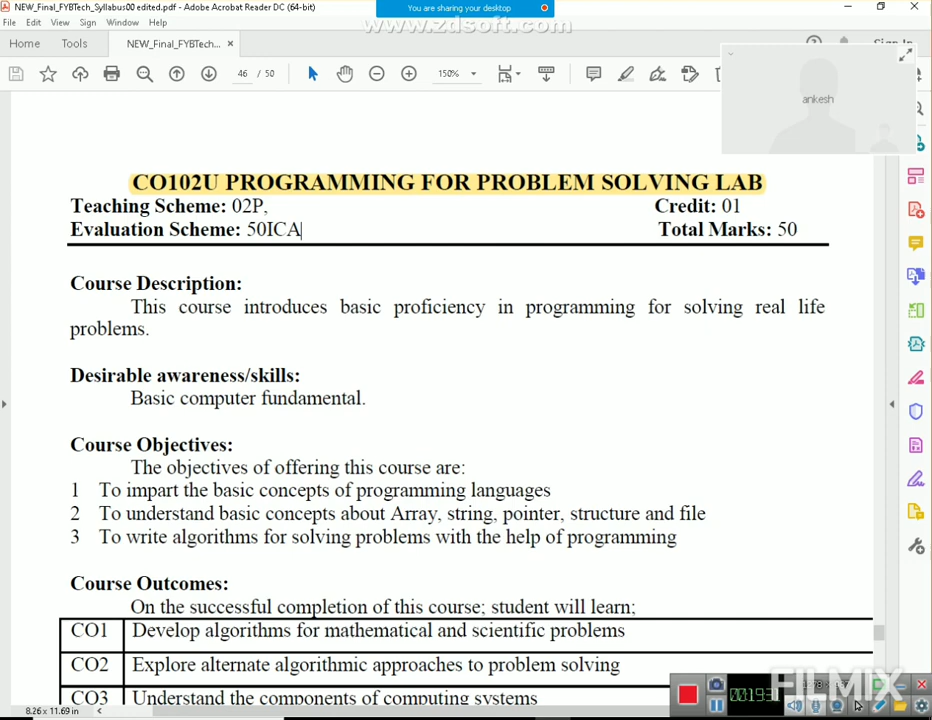 NEW_Final_FYBTech_Syllabus00 edited.pdf - Adobe Acrobat Reader DC (64-bit)
You are sharing your desktop
File Edit View Sign Window Help
www.zdsoft.com
Home Tools NEW_Final_FYBTech... × Sign In
46 / 50 150%
ankesh
CO102U PROGRAMMING FOR PROBLEM SOLVING LAB
Teaching Scheme: 02P, Credit: 01
Evaluation Scheme: 50ICA Total Marks: 50
Course Description:
This course introduces basic proficiency in programming for solving real life
problems.
Desirable awareness/skills:
Basic computer fundamental.
Course Objectives:
The objectives of offering this course are:
1 To impart the basic concepts of programming languages
2 To understand basic concepts about Array, string, pointer, structure and file
3 To write algorithms for solving problems with the help of programming
Course Outcomes:
On the successful completion of this course; student will learn;
CO1 Develop algorithms for mathematical and scientific problems
CO2 Explore alternate algorithmic approaches to problem solving
CO3 Understand the components of computing systems
8.26 x 11.69 in
FILMIX